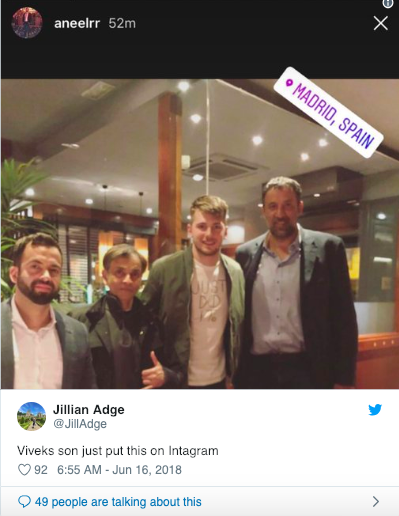 aneelrr 52m
MADRID, SPAIN
JUST
Jillian Adge
@JillAdge
Viveks son just put this on Intagram
92 6:55 AM - Jun 16, 2018
49 people are talking about this